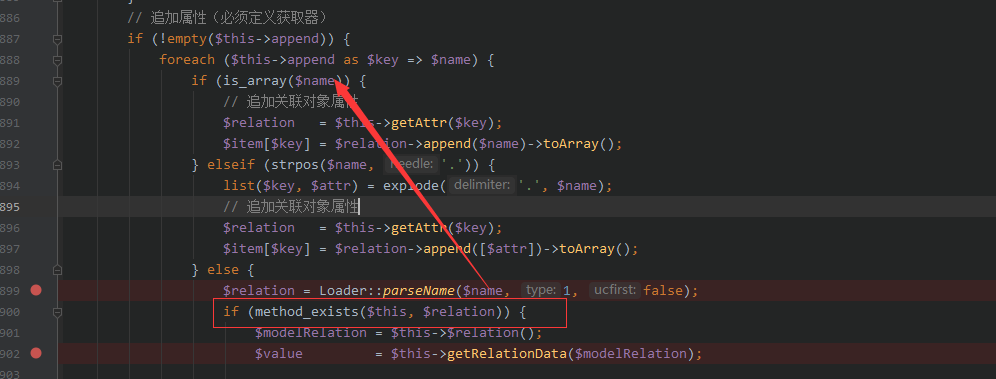 886 // 追加属性（必须定义获取器）
887 if (!empty($this->append)) {
888 foreach ($this->append as $key => $name) {
889 if (is_array($name)) {
890 // 追加关联对象属性
891 $relation = $this->getAttr($key);
892 $item[$key] = $relation->append($name)->toArray();
893 } elseif (strpos($name, needle: '.')) {
894 list($key, $attr) = explode( delimiter: '.', $name);
895 // 追加关联对象属性
896 $relation = $this->getAttr($key);
897 $item[$key] = $relation->append([$attr])->toArray();
898 } else {
899 $relation = Loader::parseName($name, type: 1, ucfirst: false);
900 if (method_exists($this, $relation)) {
901 $modelRelation = $this->$relation();
902 $value = $this->getRelationData($modelRelation);
903